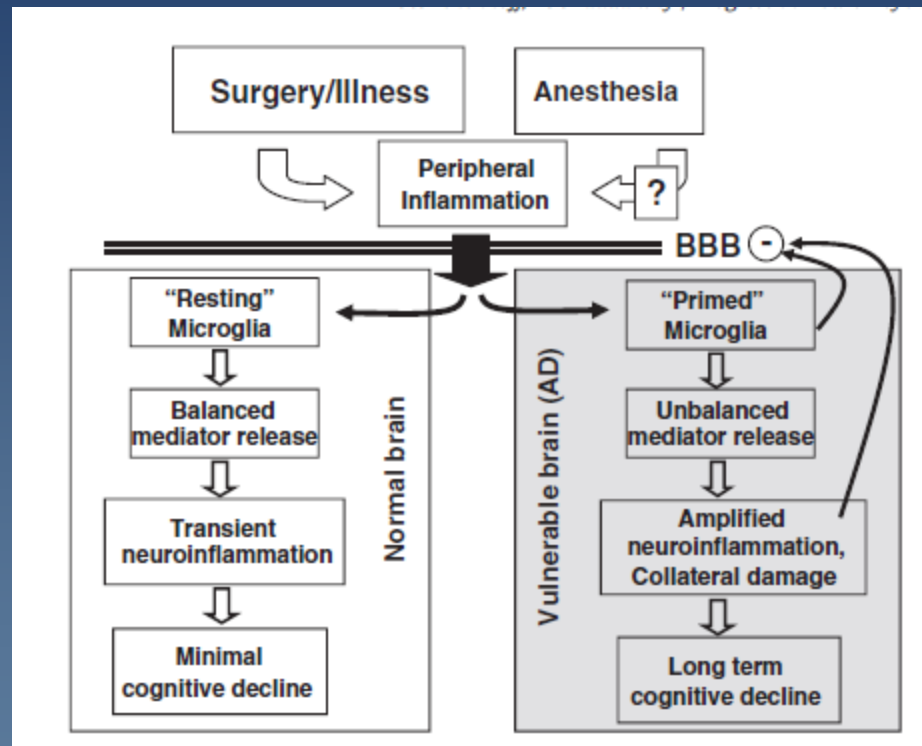 Surgery/Illness
Anesthesia
Peripheral
Inflammation
?
BBB
-
“Resting”
Microglia
Balanced
mediator release
Transient
neuroinflammation
Minimal
cognitive decline
Normal brain
Vulnerable brain (AD)
“Primed”
Microglia
Unbalanced
mediator release
Amplified
neuroinflammation,
Collateral damage
Long term
cognitive decline